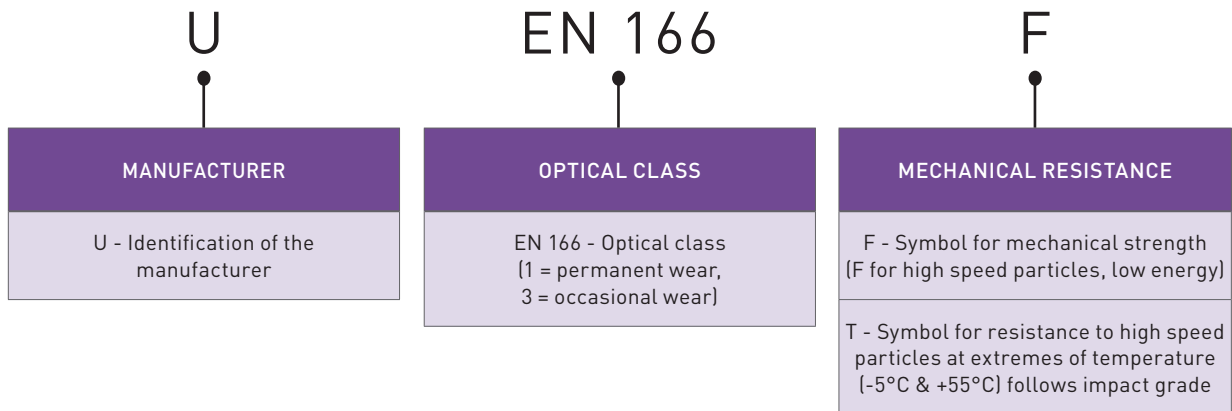 U
EN 166
F
MANUFACTURER
U - Identification of the
manufacturer
OPTICAL CLASS
EN 166 - Optical class
(1 = permanent wear,
3 = occasional wear)
MECHANICAL RESISTANCE
F - Symbol for mechanical strength
(F for high speed particles, low energy)
T - Symbol for resistance to high speed
particles at extremes of temperature
(-5°C & +55°C) follows impact grade